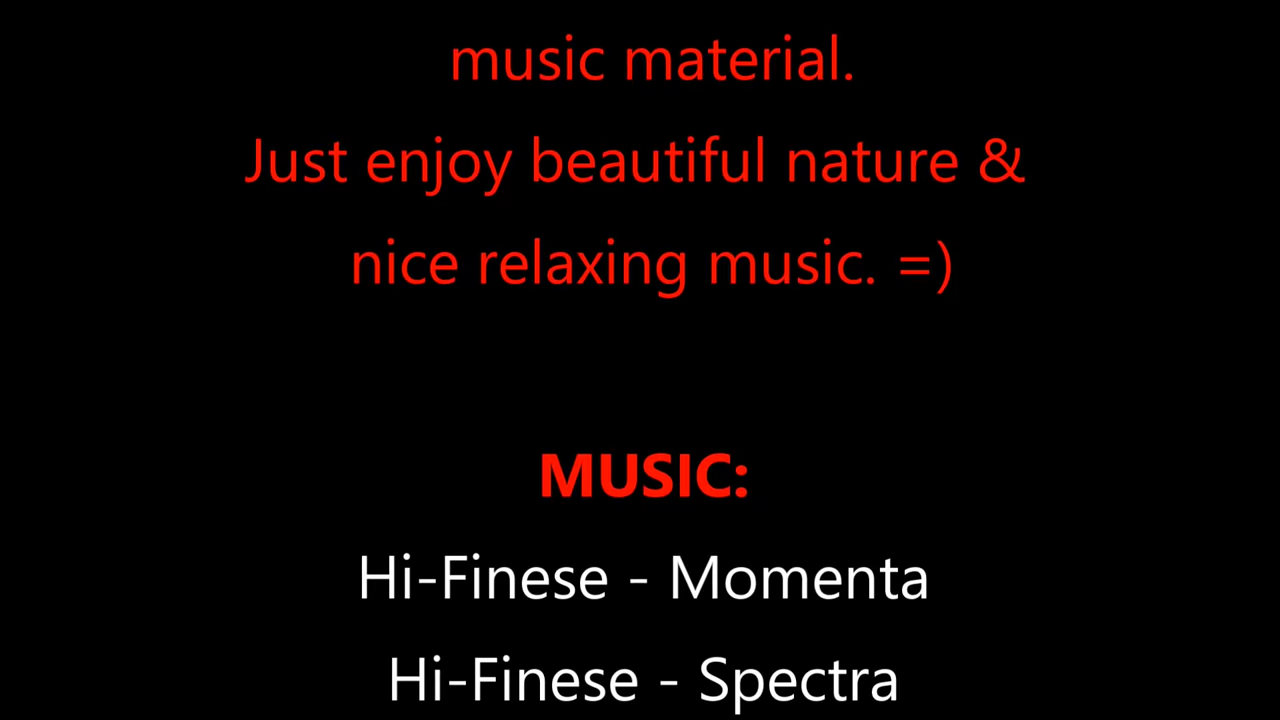 music material.
Just enjoy beautiful nature &
nice relaxing music. =)
MUSIC:
Hi-Finese - Momenta
Hi-Finese - Spectra